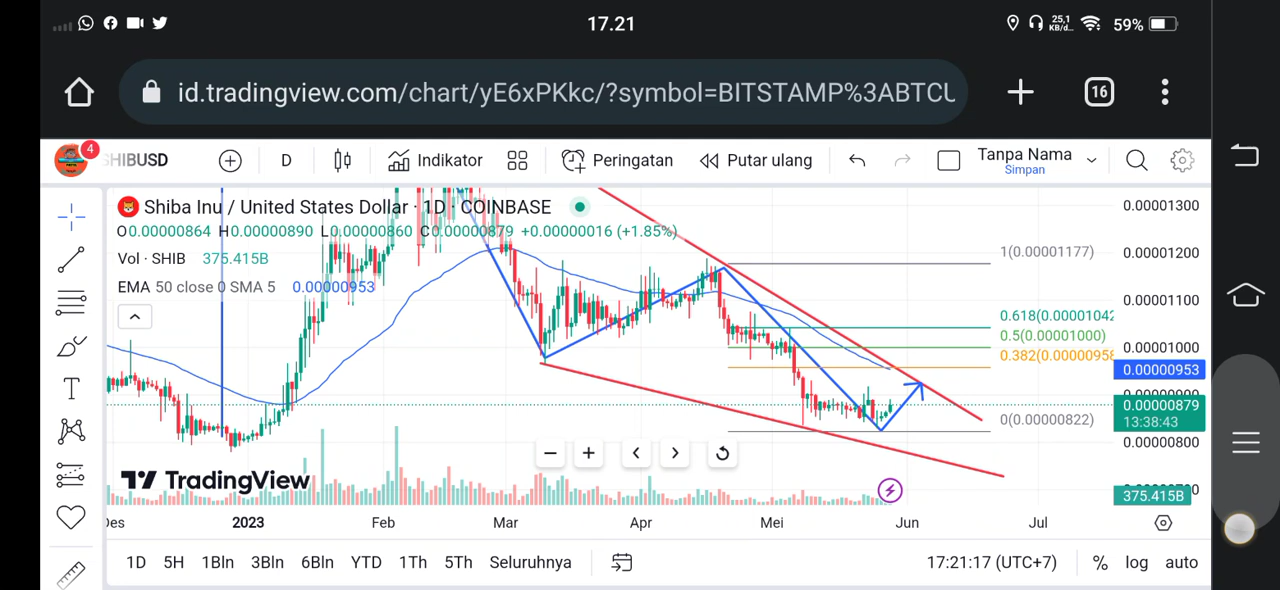 17.21
25,1
KB/d...
59%
id.tradingview.com/chart/yE6xPKkc/?symbol=BITSTAMP%3ABTCU
16
4
SHIBUSD
D
Indikator
Peringatan
Putar ulang
Tanpa Nama
Simpan
Shiba Inu / United States Dollar · 1D · COINBASE
O0.00000864 H0.00000890 L0.00000860 C0.00000879 +0.00000016 (+1.85%)
Vol · SHIB 375.415B
EMA 50 close 0 SMA 5 0.00000953
0.00001300
1(0.00001177)
0.00001200
0.00001100
0.618(0.00001042
0.5(0.00001000)
0.00001000
0.382(0.00000958
0.00000953
0.00000879
13:38:43
0(0.00000822)
0.00000800
375.415B
TradingView
Des
2023
Feb
Mar
Apr
Mei
Jun
Jul
1D
5H
1Bln
3Bln
6Bln
YTD
1Th
5Th
Seluruhnya
17:21:17 (UTC+7)
%
log
auto